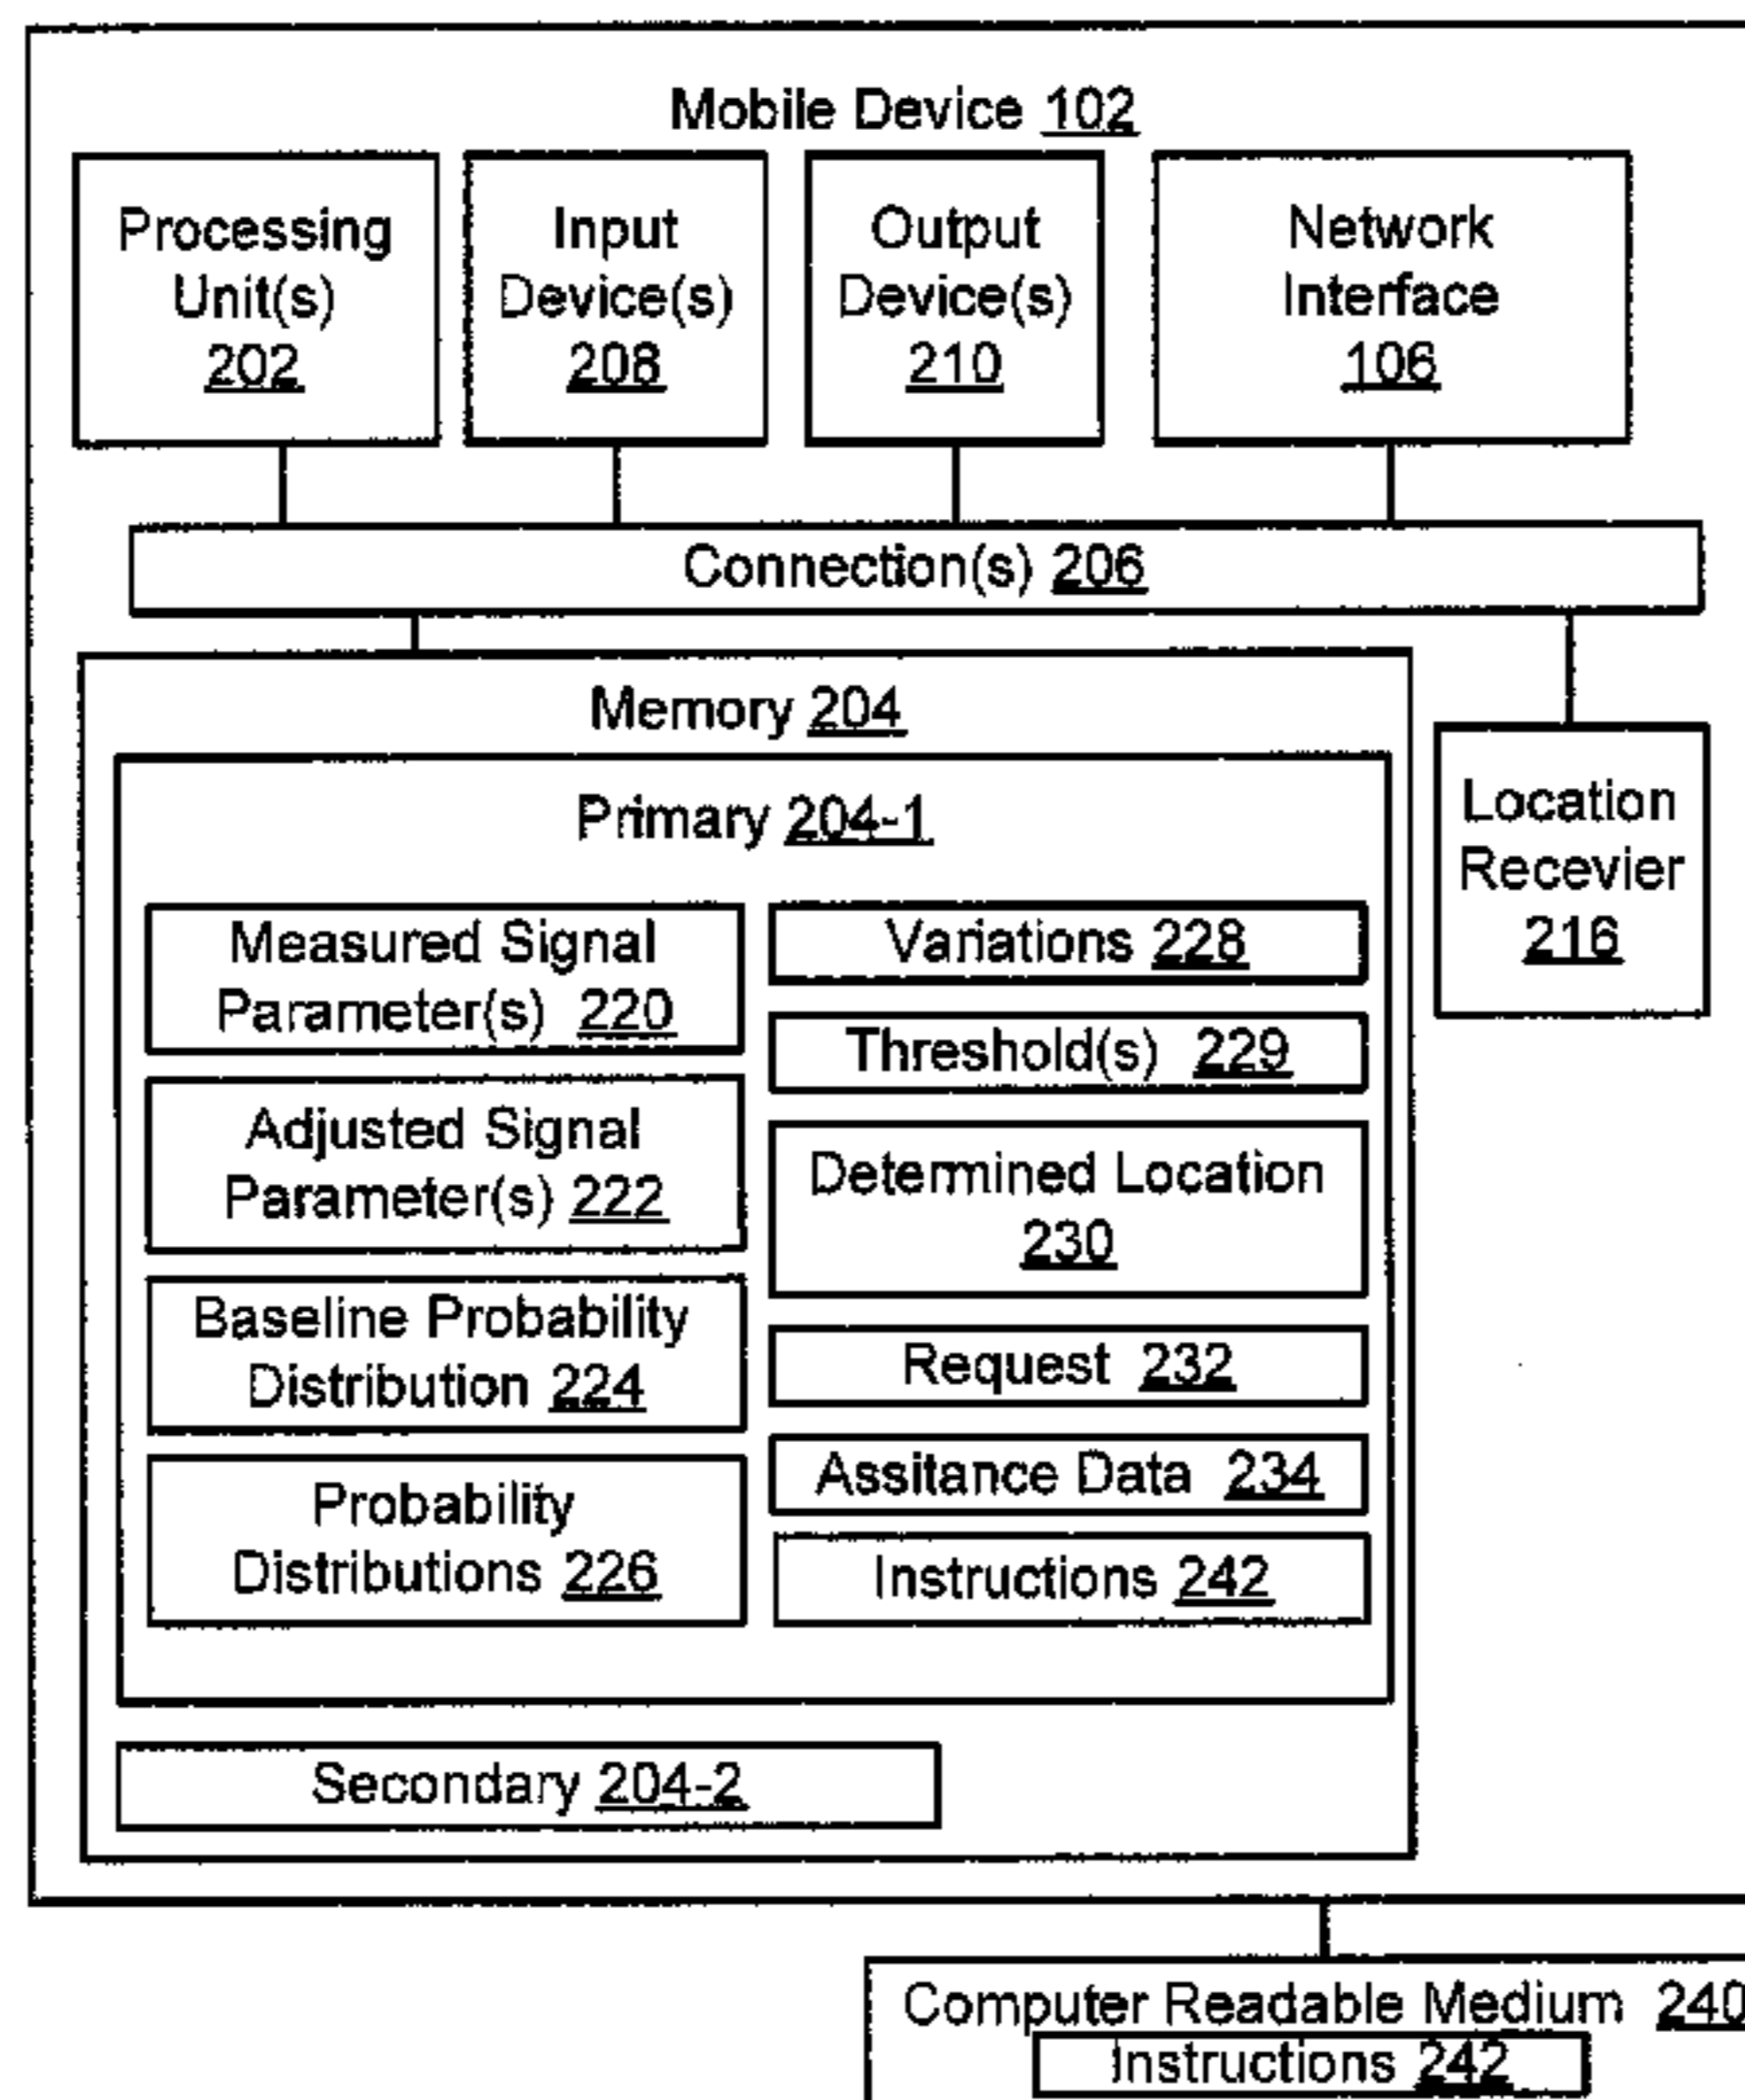 Mobile Device 102
Processing
Unit(s)
202
Input
Device(s)
208
Output
Device(s)
210
Network
Interface
106
Connection(s) 206
Memory 204
Primary 204-1
Measured Signal
Parameter(s) 220
Adjusted Signal
Parameter(s) 222
Baseline Probability
Distribution 224
Probability
Distributions 226
Variations 228
Threshold(s) 229
Determined Location
230
Request 232
Assitance Data 234
Instructions 242
Secondary 204-2
Location
Recevier
216
Computer Readable Medium 240
Instructions 242